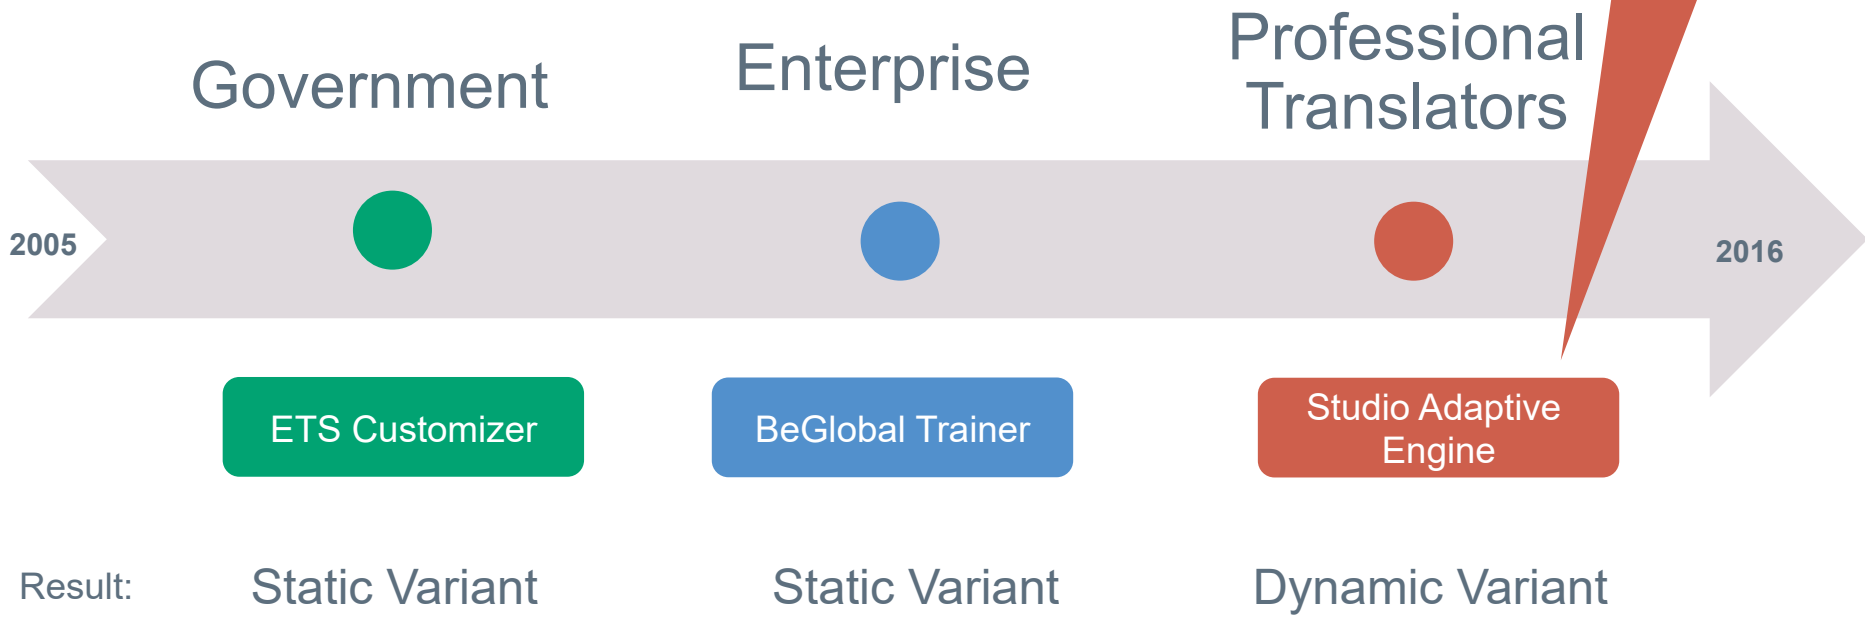 Government
Enterprise
Professional
Translators
2005
2016
ETS Customizer
BeGlobal Trainer
Studio Adaptive
Engine
Result:
Static Variant
Static Variant
Dynamic Variant